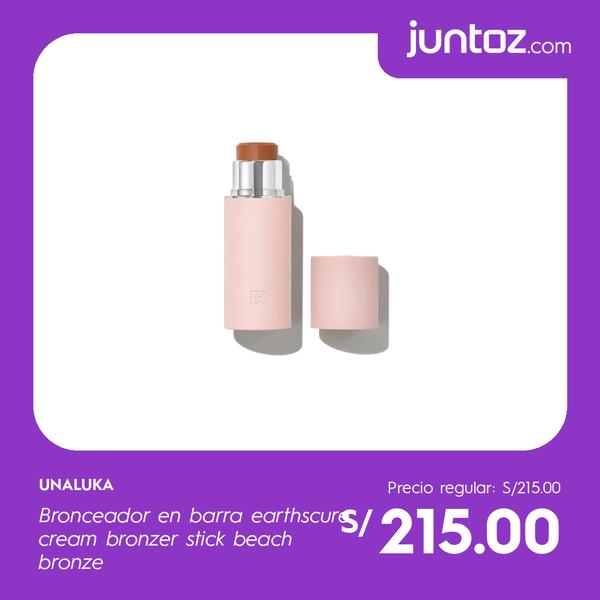 juntoz.com
UNALUKA
Bronceador en barra earthscure
cream bronzer stick beach
bronze
Precio regular: S/215.00
S/ 215.00